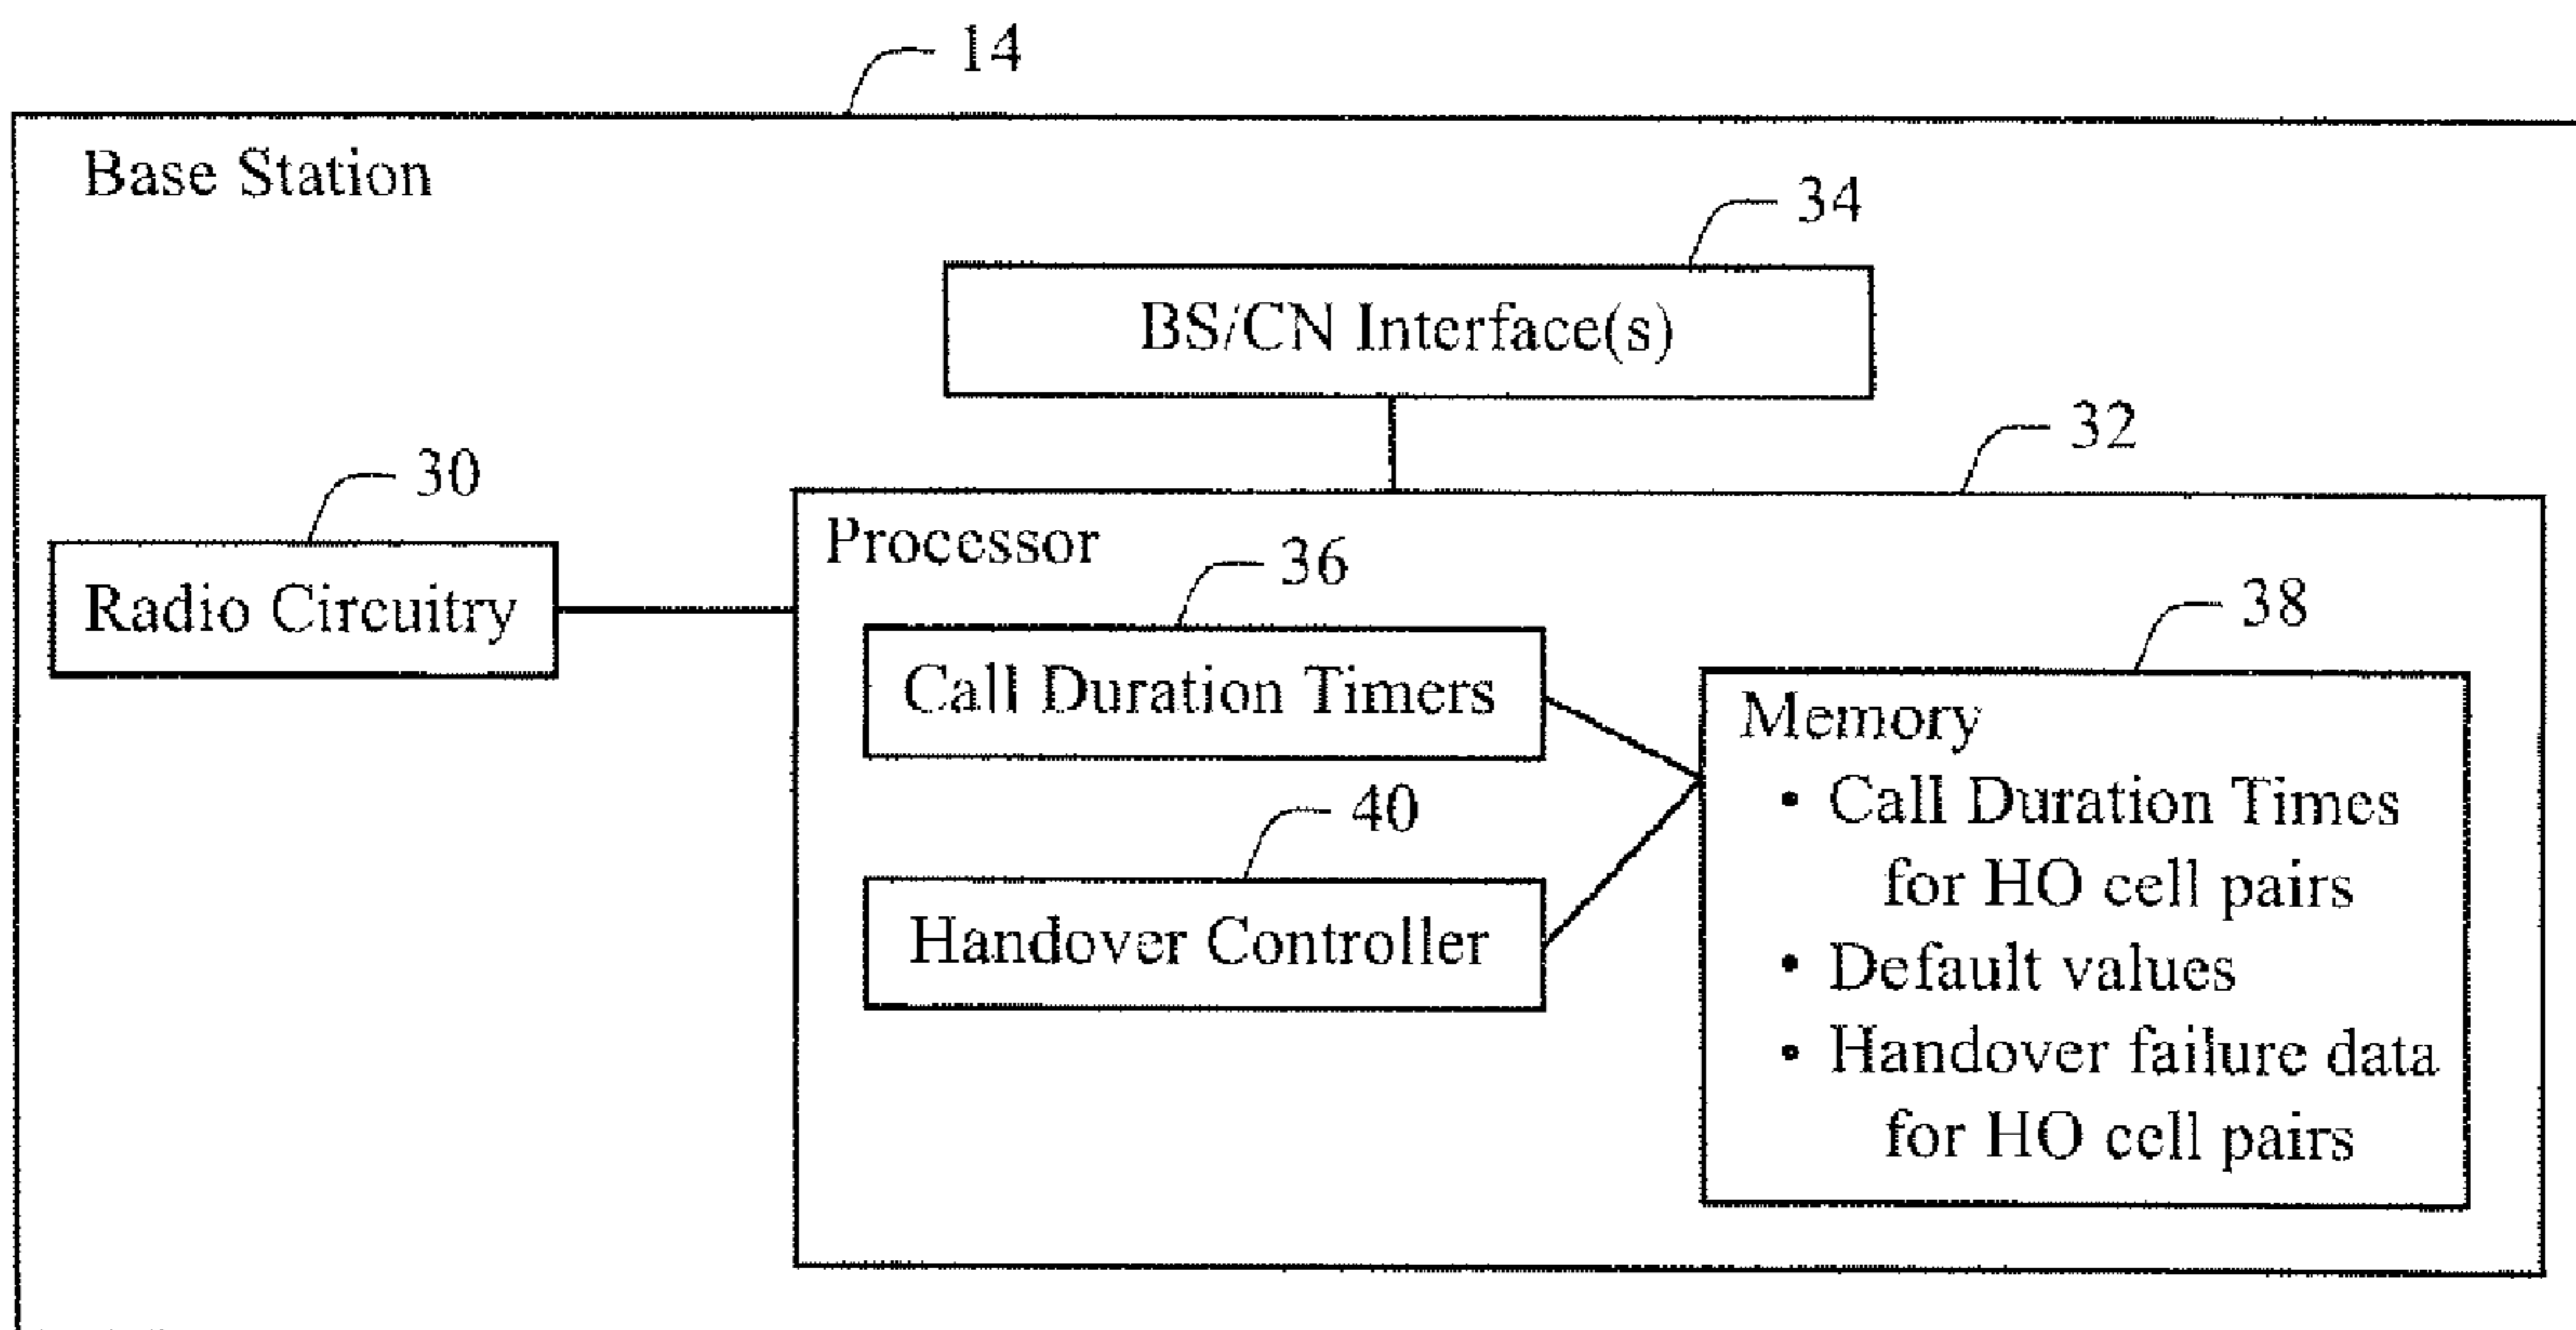 14
Base Station
34
BS/CN Interface(s)
32
30
Processor
Radio Circuitry
36
Call Duration Timers
38
Memory
• Call Duration Times
for HO cell pairs
• Default values
• Handover failure data
for HO cell pairs
40
Handover Controller